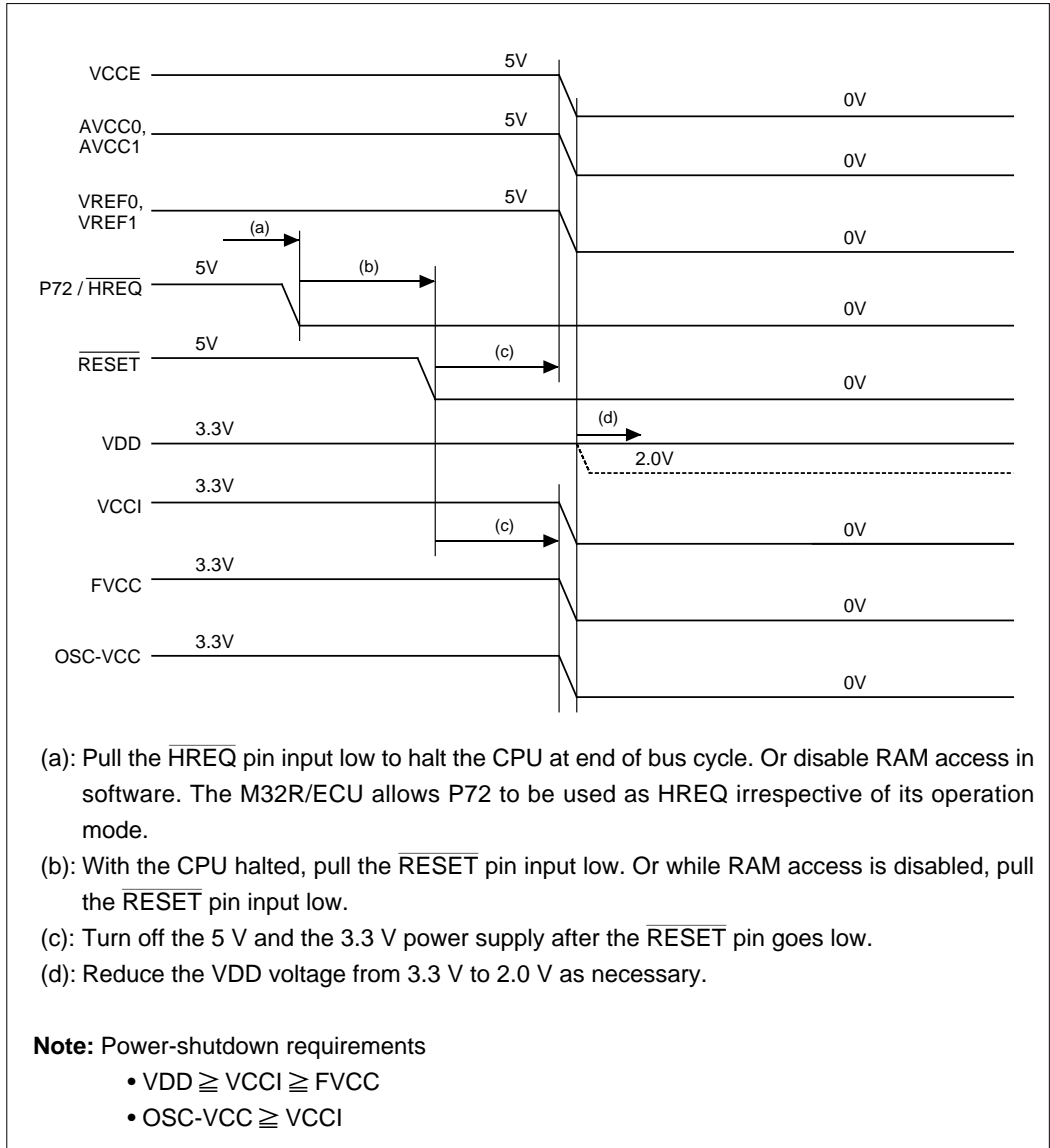 VCCE 5V 0V
AVCC0,
AVCC1 5V 0V
VREF0,
VREF1 5V 0V
(a)
P72 / HREQ 5V (b) 0V
RESET 5V (c) 0V
(d)
VDD 3.3V 2.0V
VCCI 3.3V (c) 0V
FVCC 3.3V 0V
OSC-VCC 3.3V 0V
(a): Pull the HREQ pin input low to halt the CPU at end of bus cycle. Or disable RAM access in
software. The M32R/ECU allows P72 to be used as HREQ irrespective of its operation
mode.
(b): With the CPU halted, pull the RESET pin input low. Or while RAM access is disabled, pull
the RESET pin input low.
(c): Turn off the 5 V and the 3.3 V power supply after the RESET pin goes low.
(d): Reduce the VDD voltage from 3.3 V to 2.0 V as necessary.
Note: Power-shutdown requirements
• VDD ≧ VCCI ≧ FVCC
• OSC-VCC ≧ VCCI